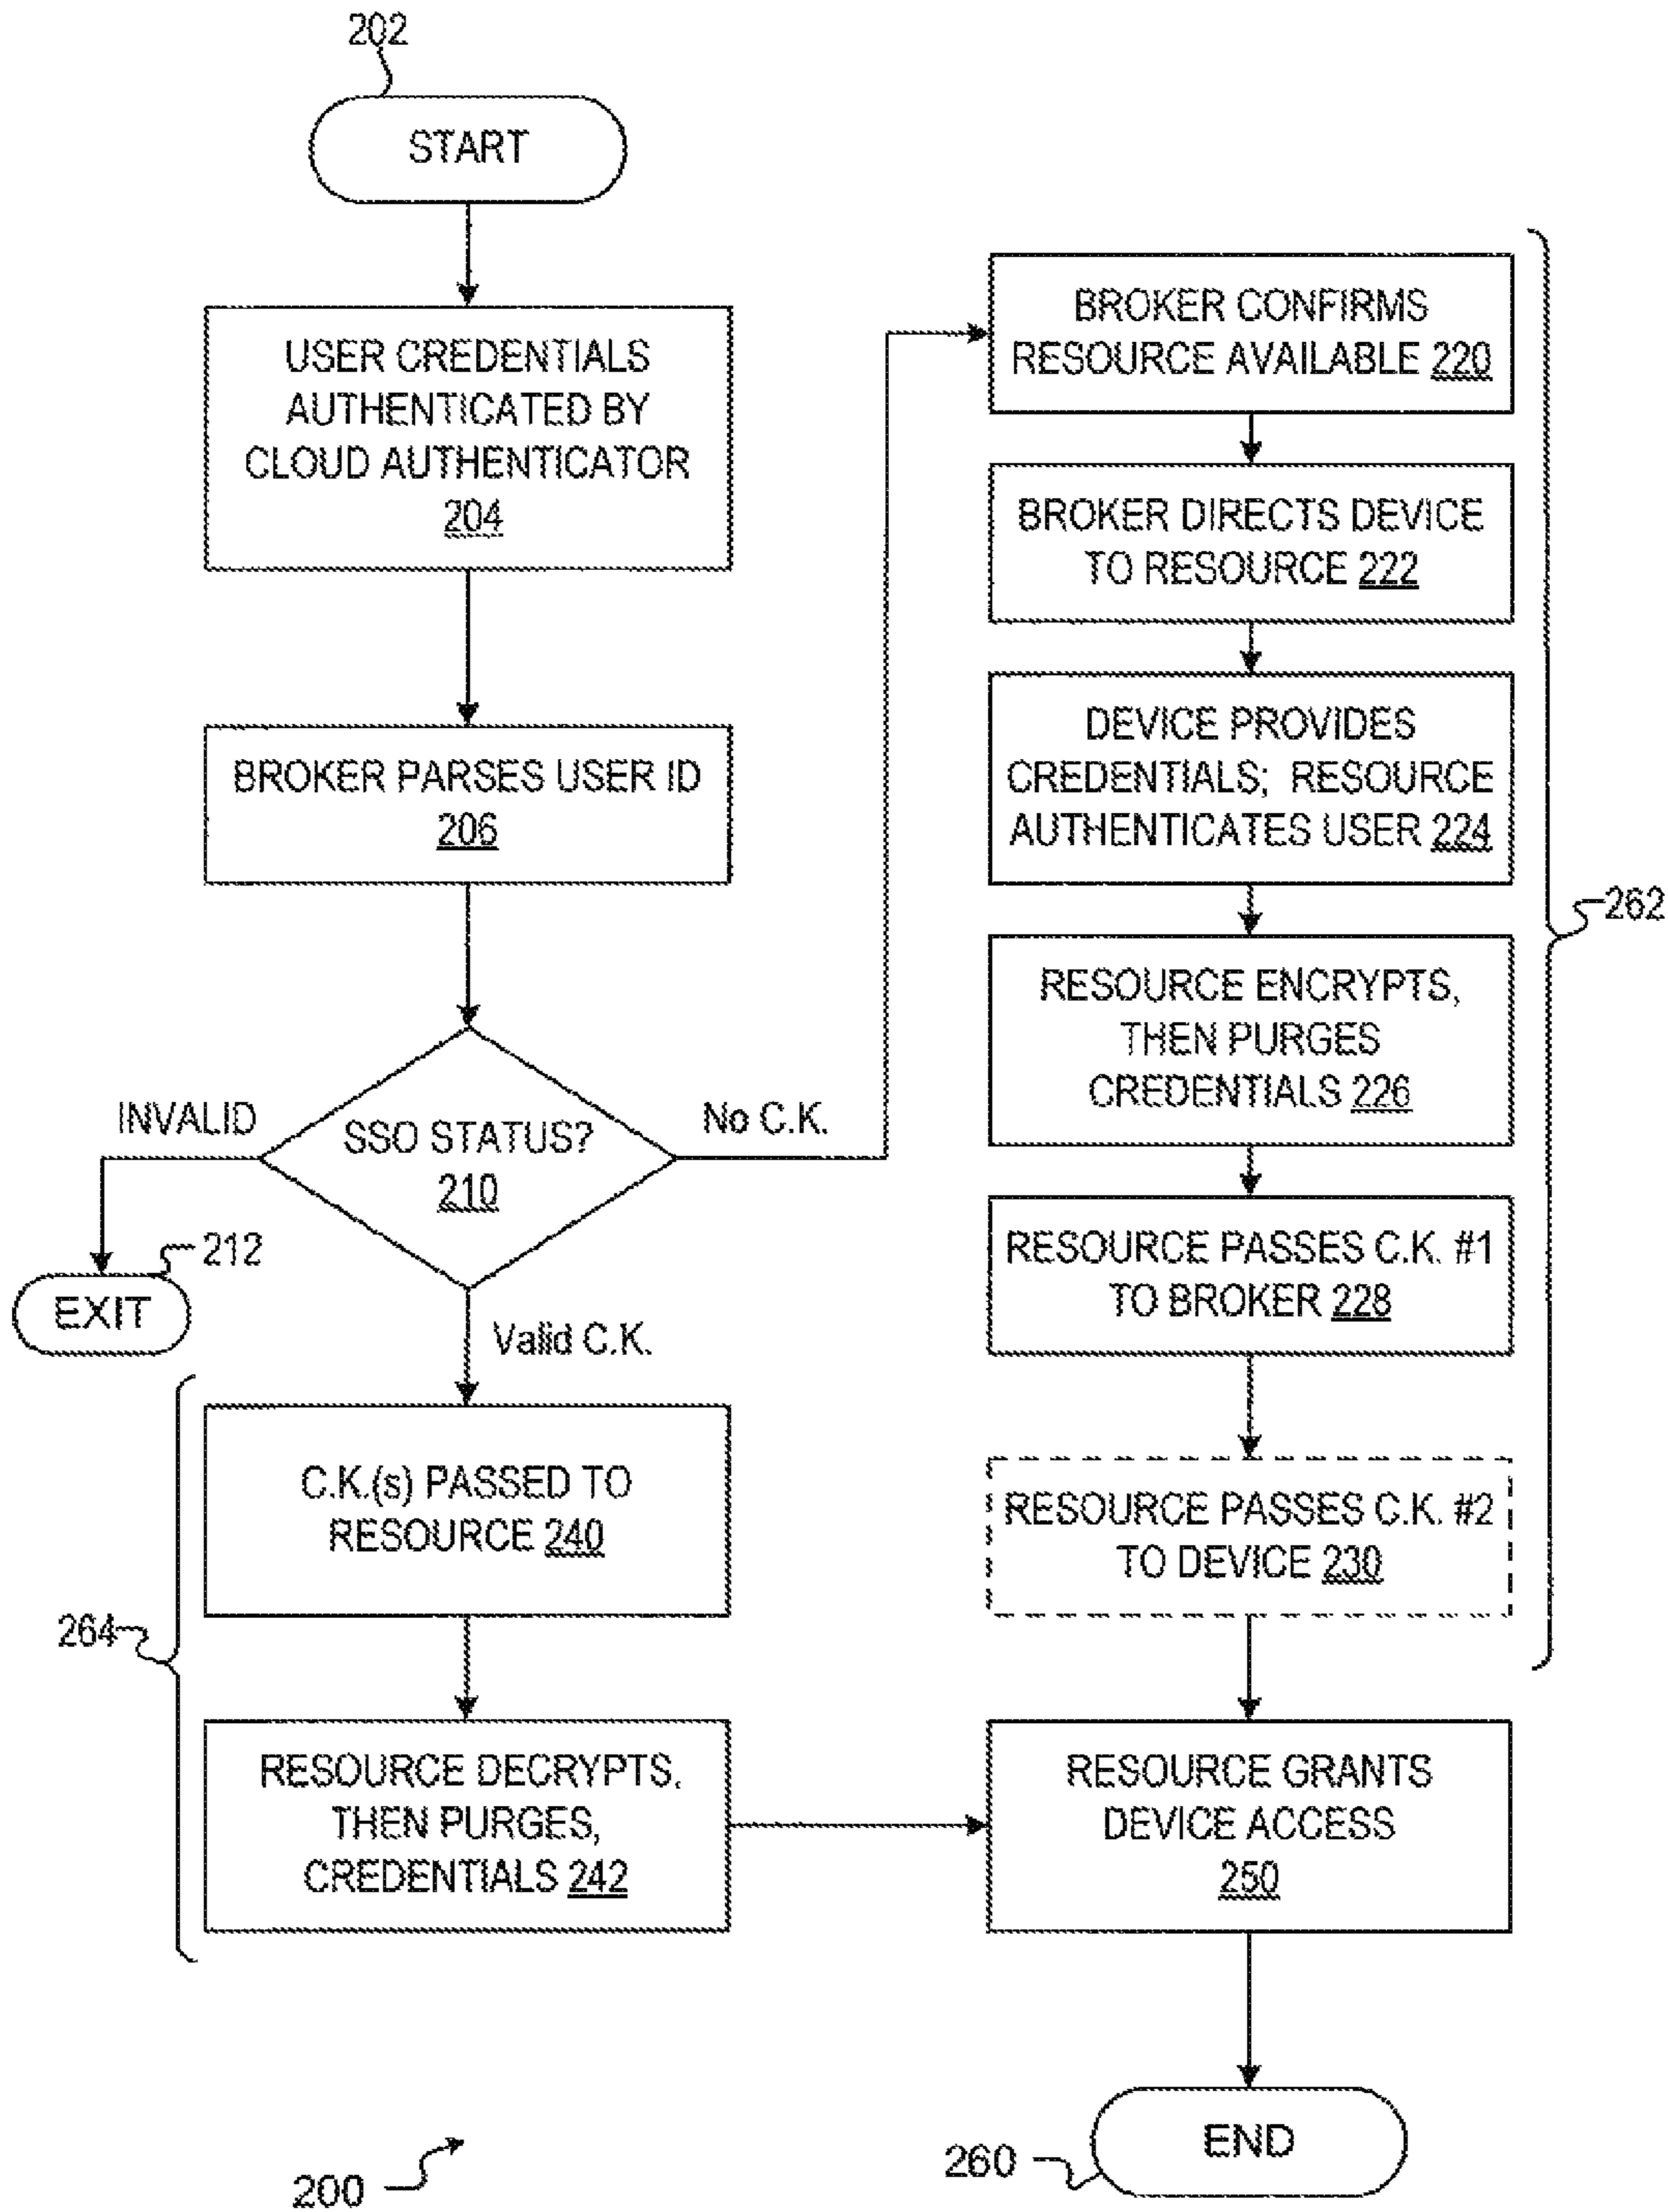 202
START
USER CREDENTIALS
AUTHENTICATED BY
CLOUD AUTHENTICATOR
204
BROKER PARSES USER ID
206
SSO STATUS?
210
INVALID
212
EXIT
No C.K.
Valid C.K.
264
C.K.(s) PASSED TO
RESOURCE 240
RESOURCE DECRYPTS,
THEN PURGES,
CREDENTIALS 242
BROKER CONFIRMS
RESOURCE AVAILABLE 220
BROKER DIRECTS DEVICE
TO RESOURCE 222
DEVICE PROVIDES
CREDENTIALS; RESOURCE
AUTHENTICATES USER 224
RESOURCE ENCRYPTS,
THEN PURGES
CREDENTIALS 226
RESOURCE PASSES C.K. #1
TO BROKER 228
RESOURCE PASSES C.K. #2
TO DEVICE 230
262
RESOURCE GRANTS
DEVICE ACCESS
250
END
260
200